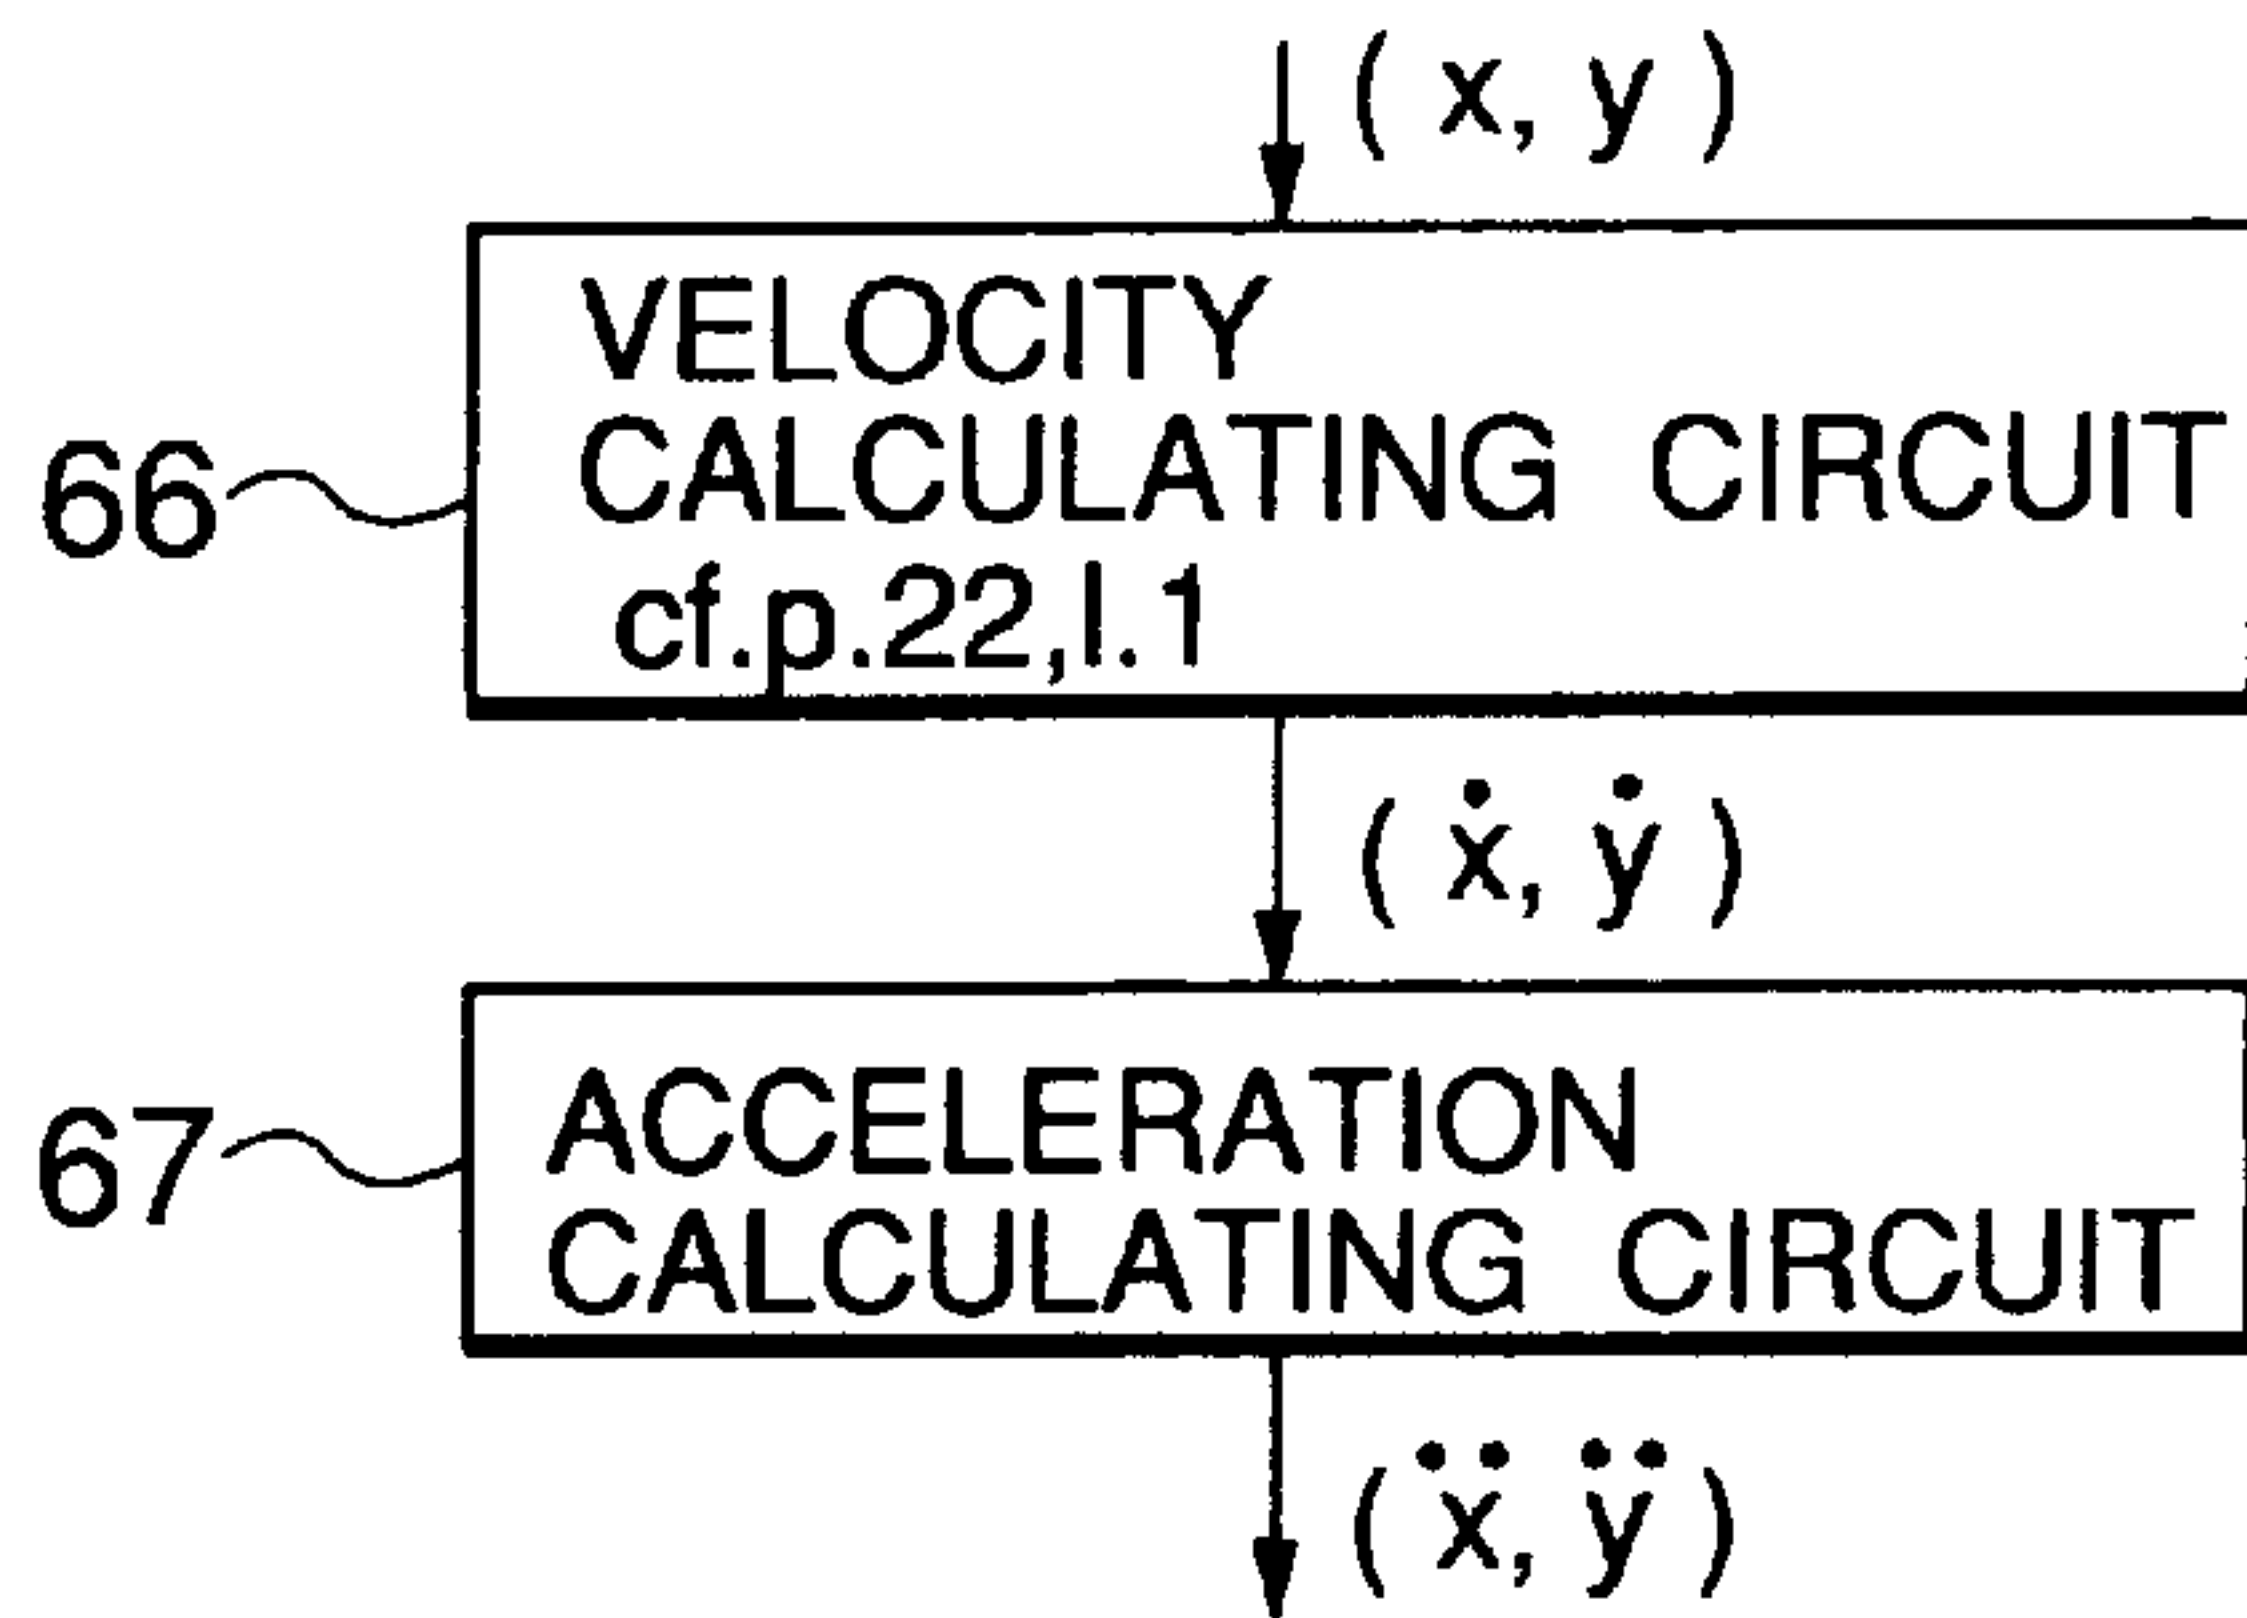 ( x, y )
VELOCITY
CALCULATING CIRCUIT
66
cf.p.22,l.1
( ẋ, ẏ )
ACCELERATION
67
CALCULATING CIRCUIT
( ẍ, ÿ )